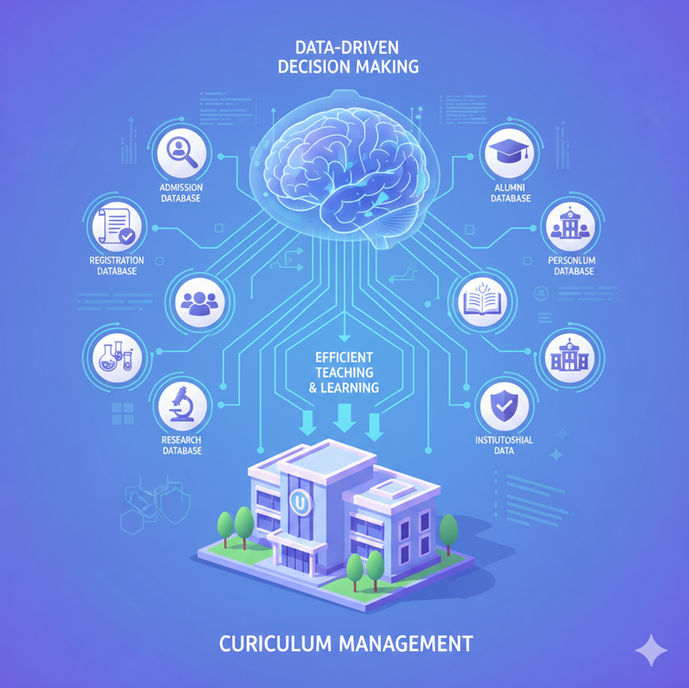 DATA-DRIVEN
DECISION MAKING
ADMISSION
DATABASE
ALUMNI
DATABASE
REGISTRATION
DATABASE
PERSONLUM
DATABASE
EFFICIENT
TEACHING
& LEARNING
RESEARCH
DATABASE
INSTIUTOSHIAL
DATA
U
CURICULUM MANAGEMENT